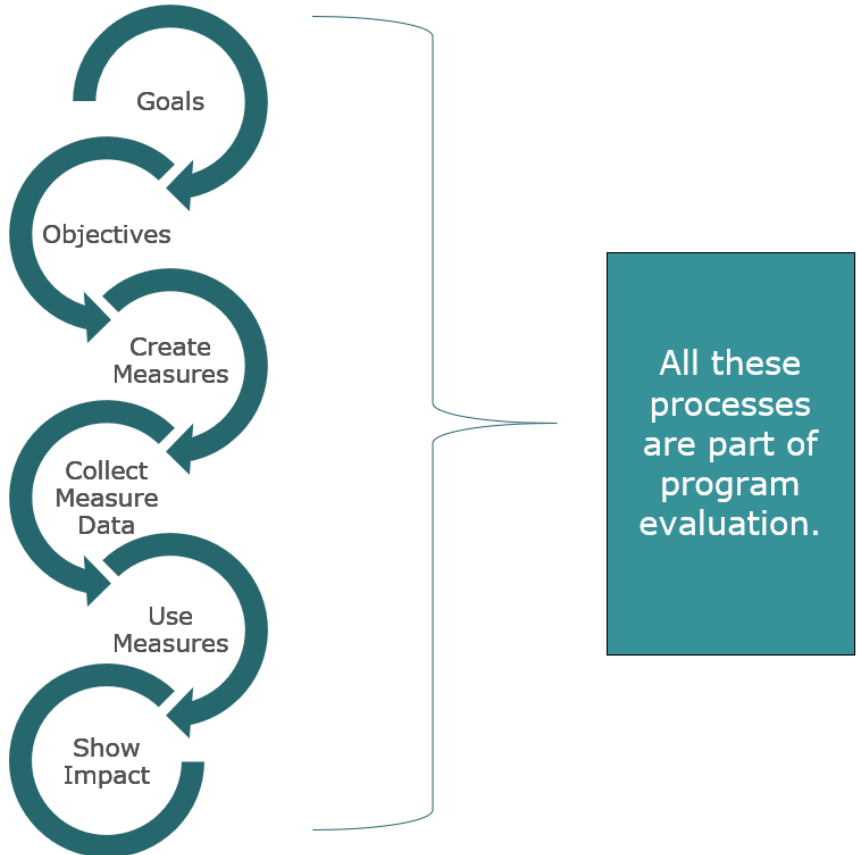 Goals
Objectives
Create
Measures
Collect
Measure
Data
Use
Measures
Show
Impact
All these
processes
are part of
program
evaluation.